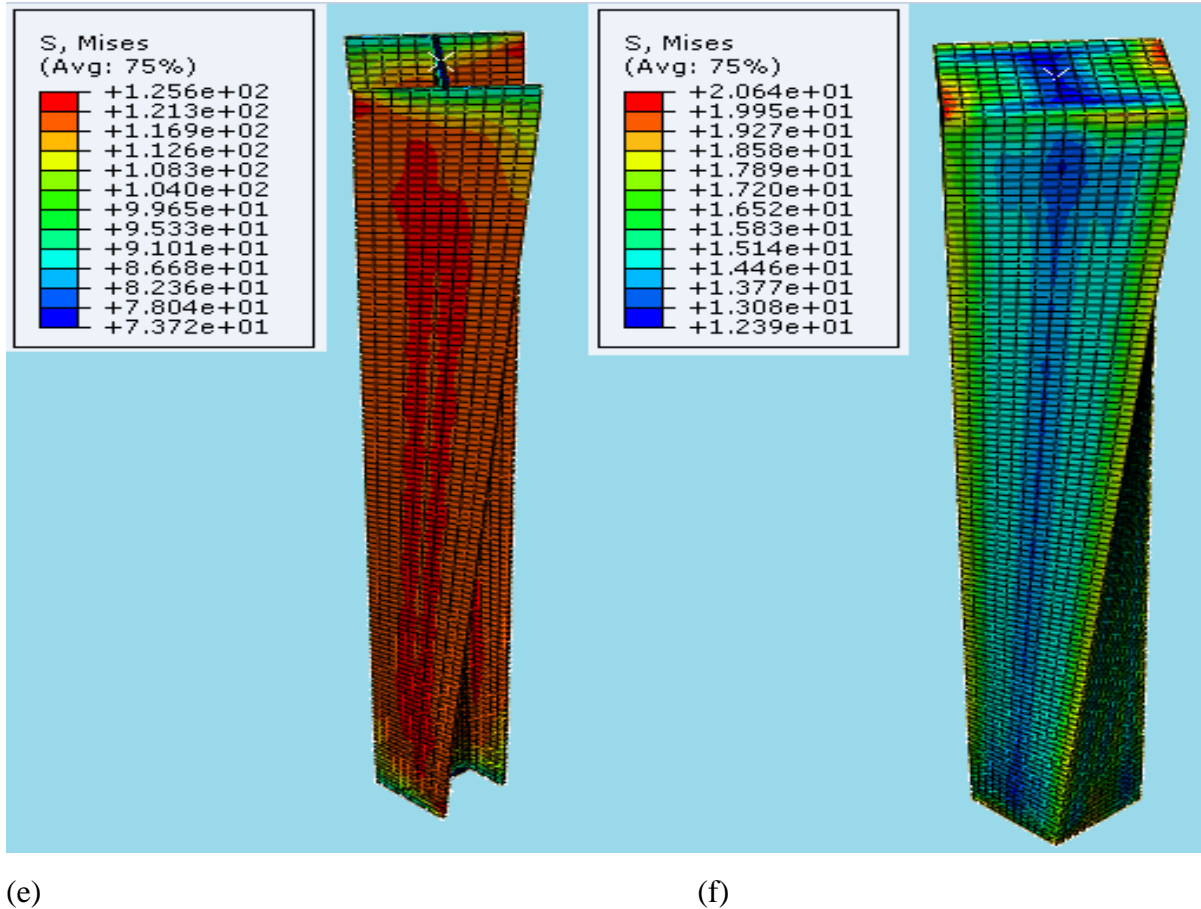 S, Mises
(Avg: 75%)
+1.256e+02
+1.213e+02
+1.169e+02
+1.126e+02
+1.083e+02
+1.040e+02
+9.965e+01
+9.533e+01
+9.101e+01
+8.668e+01
+8.236e+01
+7.804e+01
+7.372e+01
S, Mises
(Avg: 75%)
+2.064e+01
+1.995e+01
+1.927e+01
+1.858e+01
+1.789e+01
+1.720e+01
+1.652e+01
+1.583e+01
+1.514e+01
+1.446e+01
+1.377e+01
+1.308e+01
+1.239e+01
(e)
(f)